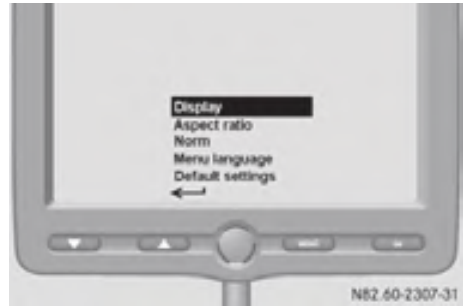 Display
Aspect ratio
Norm
Menu language
Default settings
N82.60-2307-31